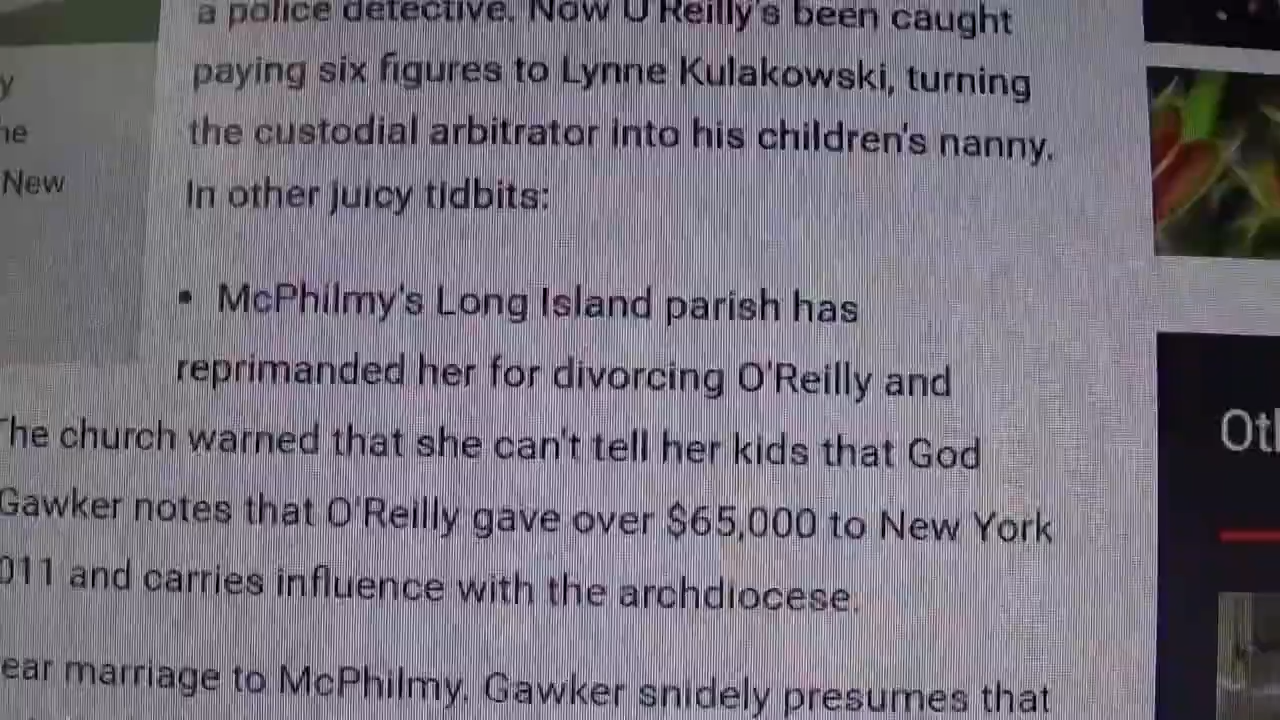 a police detective. Now O'Reilly's been caught
paying six figures to Lynne Kulakowski, turning
the custodial arbitrator into his children's nanny.
In other juicy tidbits:
New
• McPhilmy's Long Island parish has
reprimanded her for divorcing O'Reilly and
The church warned that she can't tell her kids that God
Gawker notes that O'Reilly gave over $65,000 to New York
011 and carries influence with the archdiocese.
ear marriage to McPhilmy. Gawker snidely presumes that